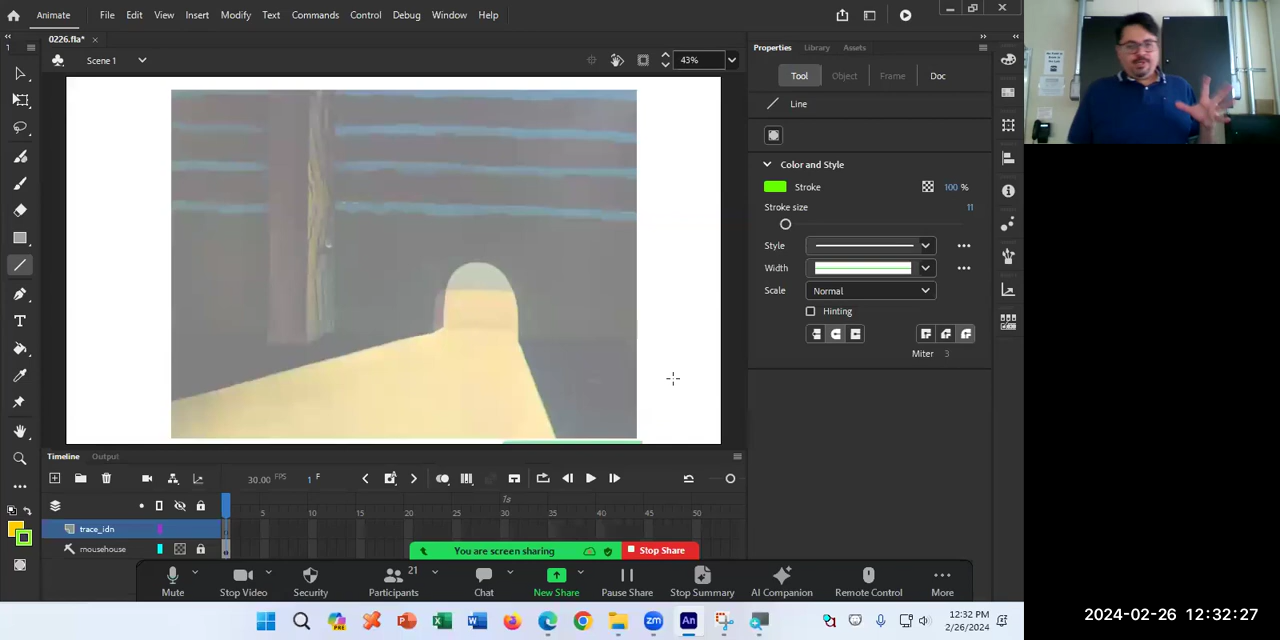 Animate
File
Edit
View
Insert
Modify
Text
Commands
Control
Debug
Window
Help
0226.fla*
Scene 1
43%
Properties
Library
Assets
Tool
Object
Frame
Doc
Line
Color and Style
Stroke
100 %
Stroke size
11
Style
Width
Scale
Normal
Hinting
Miter 3
Timeline
Output
30.00 FPS
1 F
1s
5 10 15 20 25 30 35 40 45 50
trace_idn
mousehouse
You are screen sharing
Stop Share
21
Mute
Stop Video
Security
Participants
Chat
New Share
Pause Share
Stop Summary
AI Companion
Remote Control
More
12:32 PM
2/26/2024
2024-02-26 12:32:27